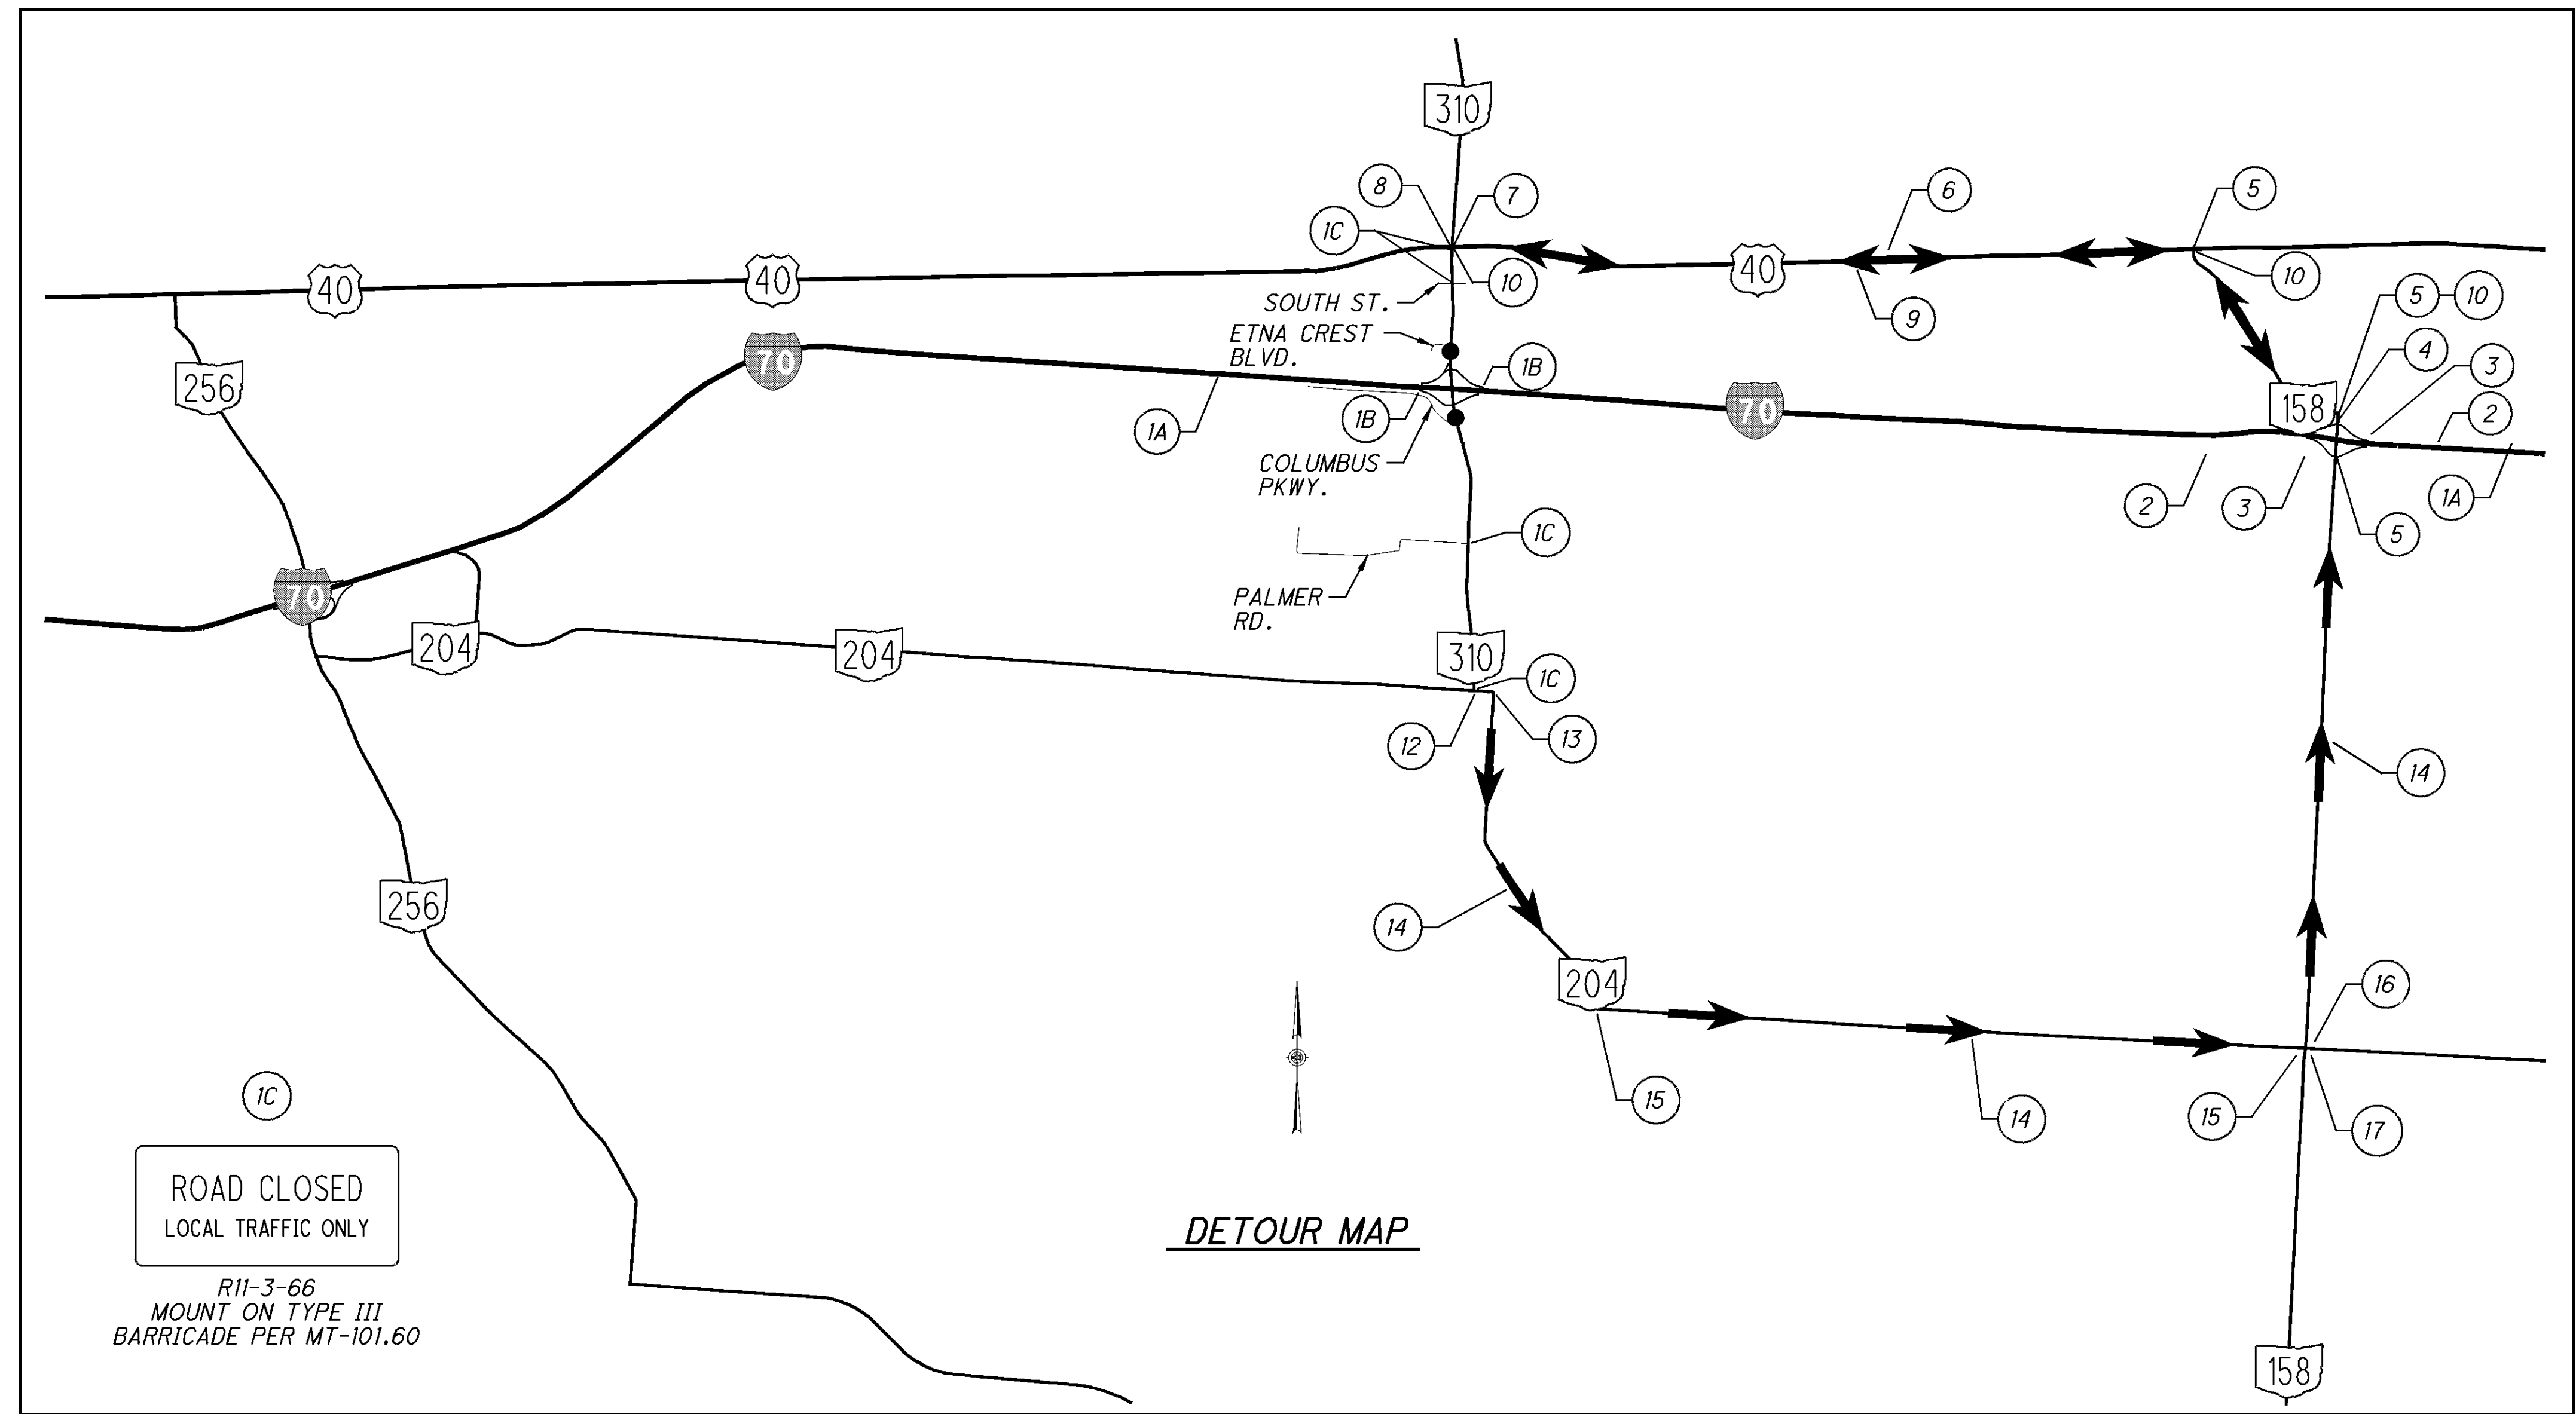 310
8
7
6
5
1C
10
10
40
40
40
SOUTH ST.
9
5
10
ETNA CREST
BLVD.
70
4
3
1B
256
158
2
1B
70
1A
COLUMBUS
PKWY.
2
3
1A
5
1C
70
PALMER
RD.
204
204
310
1C
12
13
14
256
14
204
16
1C
15
14
15
17
ROAD CLOSED
LOCAL TRAFFIC ONLY
DETOUR MAP
R11-3-66
MOUNT ON TYPE III
BARRICADE PER MT-101.60
158